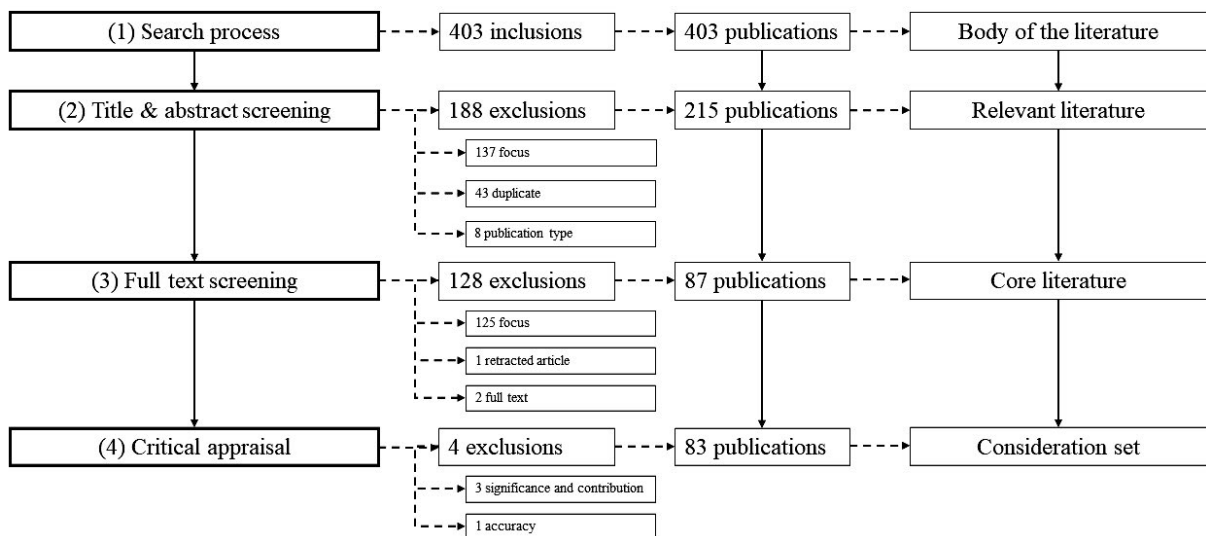 (1) Search process
403 inclusions
403 publications
Body of the literature
(2) Title & abstract screening
188 exclusions
215 publications
Relevant literature
137 focus
43 duplicate
8 publication type
(3) Full text screening
128 exclusions
87 publications
Core literature
125 focus
1 retracted article
2 full text
(4) Critical appraisal
4 exclusions
83 publications
Consideration set
3 significance and contribution
1 accuracy